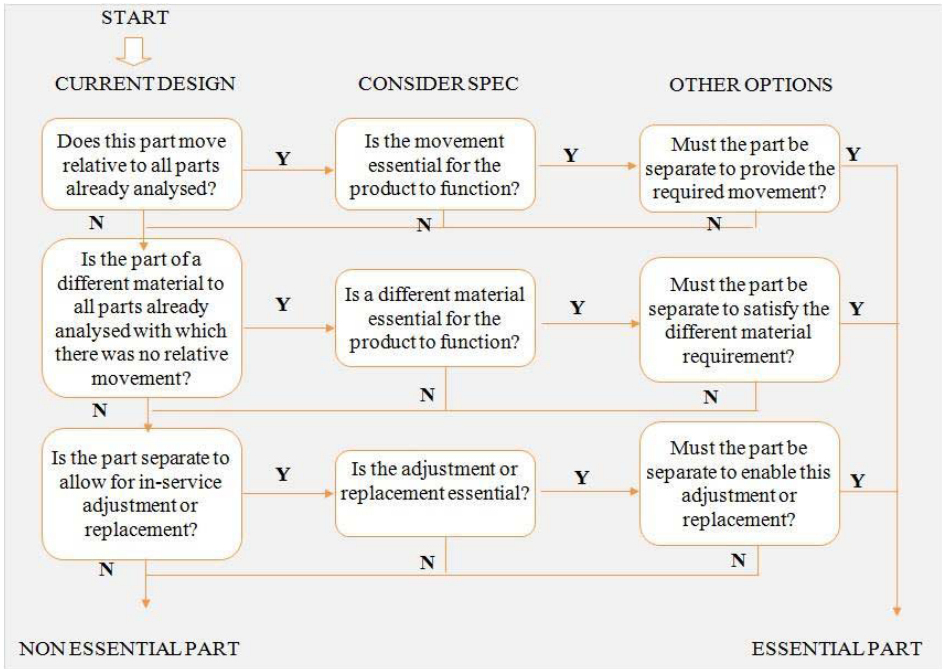 START
CURRENT DESIGN
CONSIDER SPEC
OTHER OPTIONS
Does this part move
relative to all parts
already analysed?
Y
Is the movement
essential for the
product to function?
Y
Must the part be
separate to provide the
required movement?
Y
N
N
N
Is the part of a
different material to
all parts already
analysed with which
there was no relative
movement?
Y
Is a different material
essential for the
product to function?
Y
Must the part be
separate to satisfy the
different material
requirement?
Y
N
N
N
Is the part separate to
allow for in-service
adjustment or
replacement?
Y
Is the adjustment or
replacement essential?
Y
Must the part be
separate to enable this
adjustment or
replacement?
Y
N
N
N
NON ESSENTIAL PART
ESSENTIAL PART